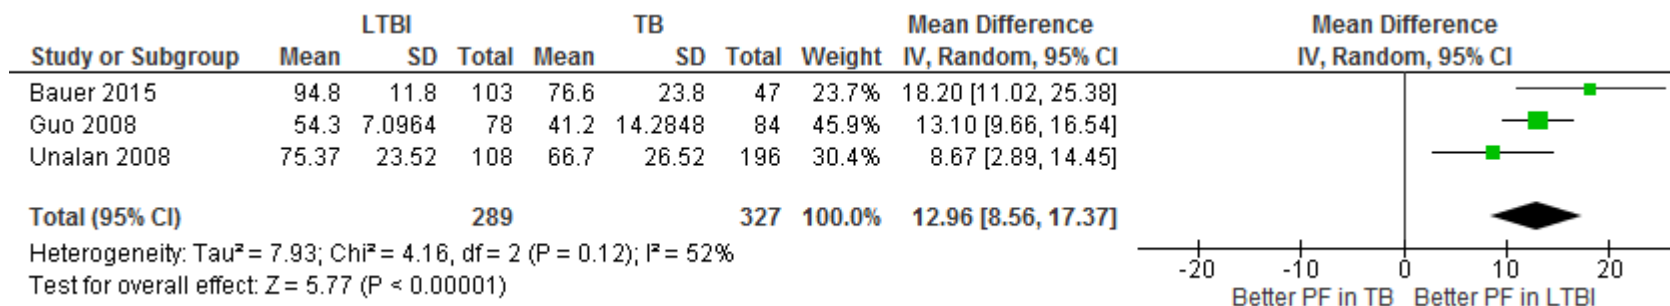 LTBI TB Mean Difference Mean Difference
Study or Subgroup Mean SD Total Mean SD Total Weight IV, Random, 95% CI IV, Random, 95% CI
Bauer 2015 94.8 11.8 103 76.6 23.8 47 23.7% 18.20 [11.02, 25.38]
Guo 2008 54.3 7.0964 78 41.2 14.2848 84 45.9% 13.10 [9.66, 16.54]
Unalan 2008 75.37 23.52 108 66.7 26.52 196 30.4% 8.67 [2.89, 14.45]
Total (95% CI) 289 327 100.0% 12.96 [8.56, 17.37]
Heterogeneity: Tau² = 7.93; Chi² = 4.16, df = 2 (P = 0.12); I² = 52%
Test for overall effect: Z = 5.77 (P < 0.00001)
-20 -10 0 10 20
Better PF in TB Better PF in LTBI